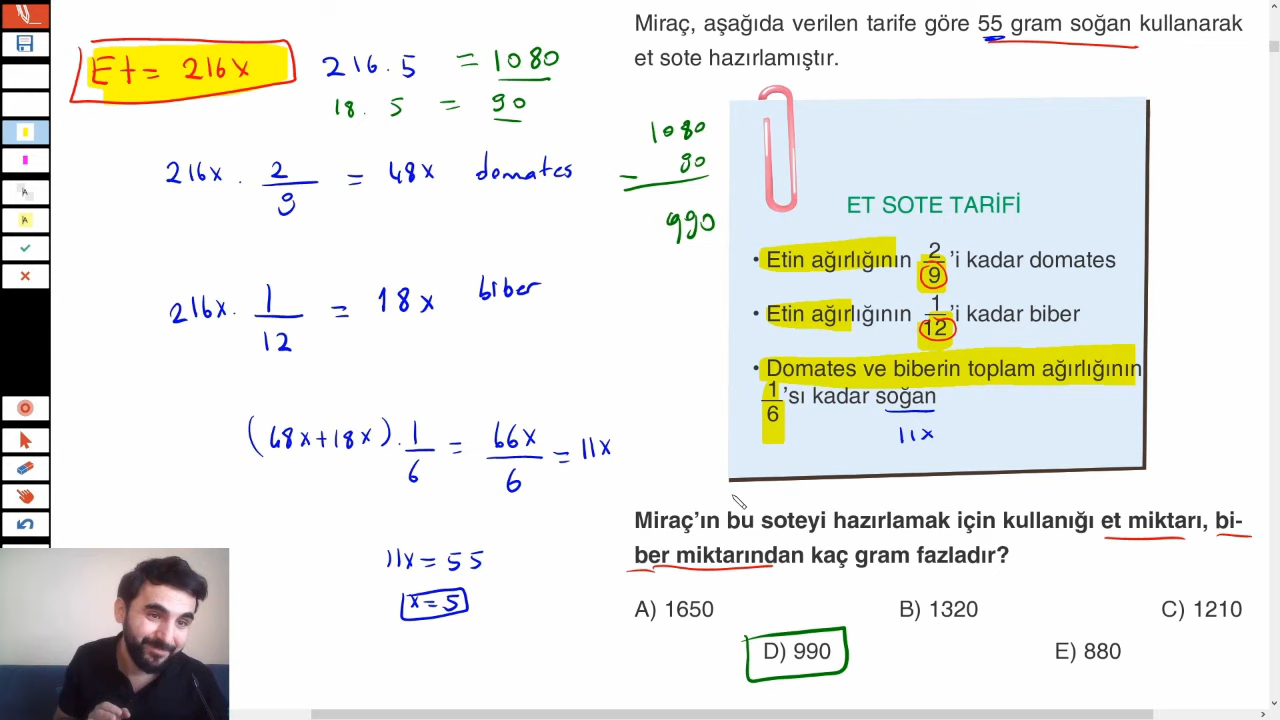 Et = 216x
216.5 = 1080
18. 5 = 90
216x . 2/9 = 48x domates
216x . 1/12 = 18x biber
(48x+18x) . 1/6 = 66x/6 = 11x
11x = 55
x = 5
1080
90
−
990
Miraç, aşağıda verilen tarife göre 55 gram soğan kullanarak
et sote hazırlamıştır.
ET SOTE TARİFİ
• Etin ağırlığının 2/9 'i kadar domates
• Etin ağırlığının 1/12 'i kadar biber
• Domates ve biberin toplam ağırlığının
1/6 'sı kadar soğan
11x
Miraç'ın bu soteyi hazırlamak için kullanığı et miktarı, bi-
ber miktarından kaç gram fazladır?
A) 1650 B) 1320 C) 1210
D) 990 E) 880